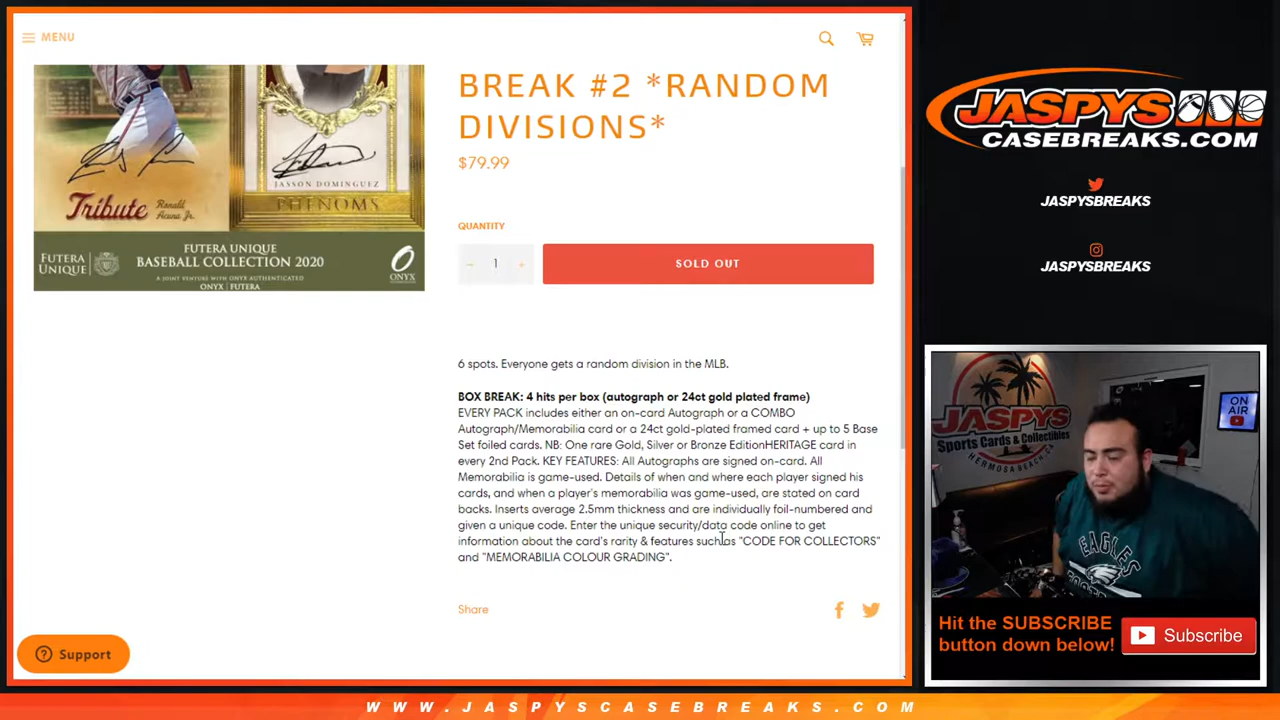 MENU
BREAK #2 *RANDOM
DIVISIONS*
$79.99
QUANTITY
− 1 +
SOLD OUT
Tribute
Ronald
Acuna Jr.
JASSON DOMINGUEZ
PHENOMS
FUTERA
UNIQUE
FUTERA UNIQUE
BASEBALL COLLECTION 2020
A JOINT VENTURE WITH ONYX AUTHENTICATED
ONYX | FUTERA
ONYX
6 spots. Everyone gets a random division in the MLB.
BOX BREAK: 4 hits per box (autograph or 24ct gold plated frame)
EVERY PACK includes either an on-card Autograph or a COMBO
Autograph/Memorabilia card or a 24ct gold-plated framed card + up to 5 Base
Set foiled cards. NB: One rare Gold, Silver or Bronze EditionHERITAGE card in
every 2nd Pack. KEY FEATURES: All Autographs are signed on-card. All
Memorabilia is game-used. Details of when and where each player signed his
cards, and when a player's memorabilia was game-used, are stated on card
backs. Inserts average 2.5mm thickness and are individually foil-numbered and
given a unique code. Enter the unique security/data code online to get
information about the card's rarity & features such as "CODE FOR COLLECTORS"
and "MEMORABILIA COLOUR GRADING".
Share
Support
JASPYS
CASEBREAKS.COM
JASPYSBREAKS
JASPYSBREAKS
JASPYS
Sports Cards & Collectibles
HERMOSA BEACH, CA
ON
AIR
EAGLES
Hit the SUBSCRIBE
button down below!
Subscribe
WWW.JASPYSCASEBREAKS.COM